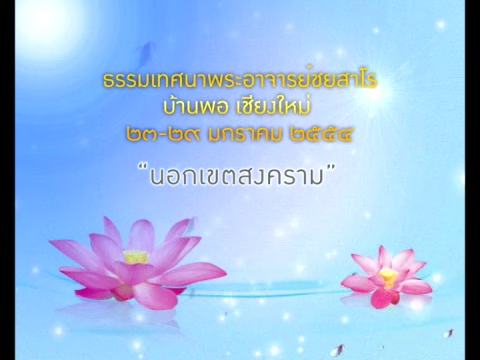 ธรรมเทศนาพระอาจารย์ชยสาโร
บ้านพอ เชียงใหม่
๒๓-๒๙ มกราคม ๒๕๕๔
“นอกเขตสงคราม”